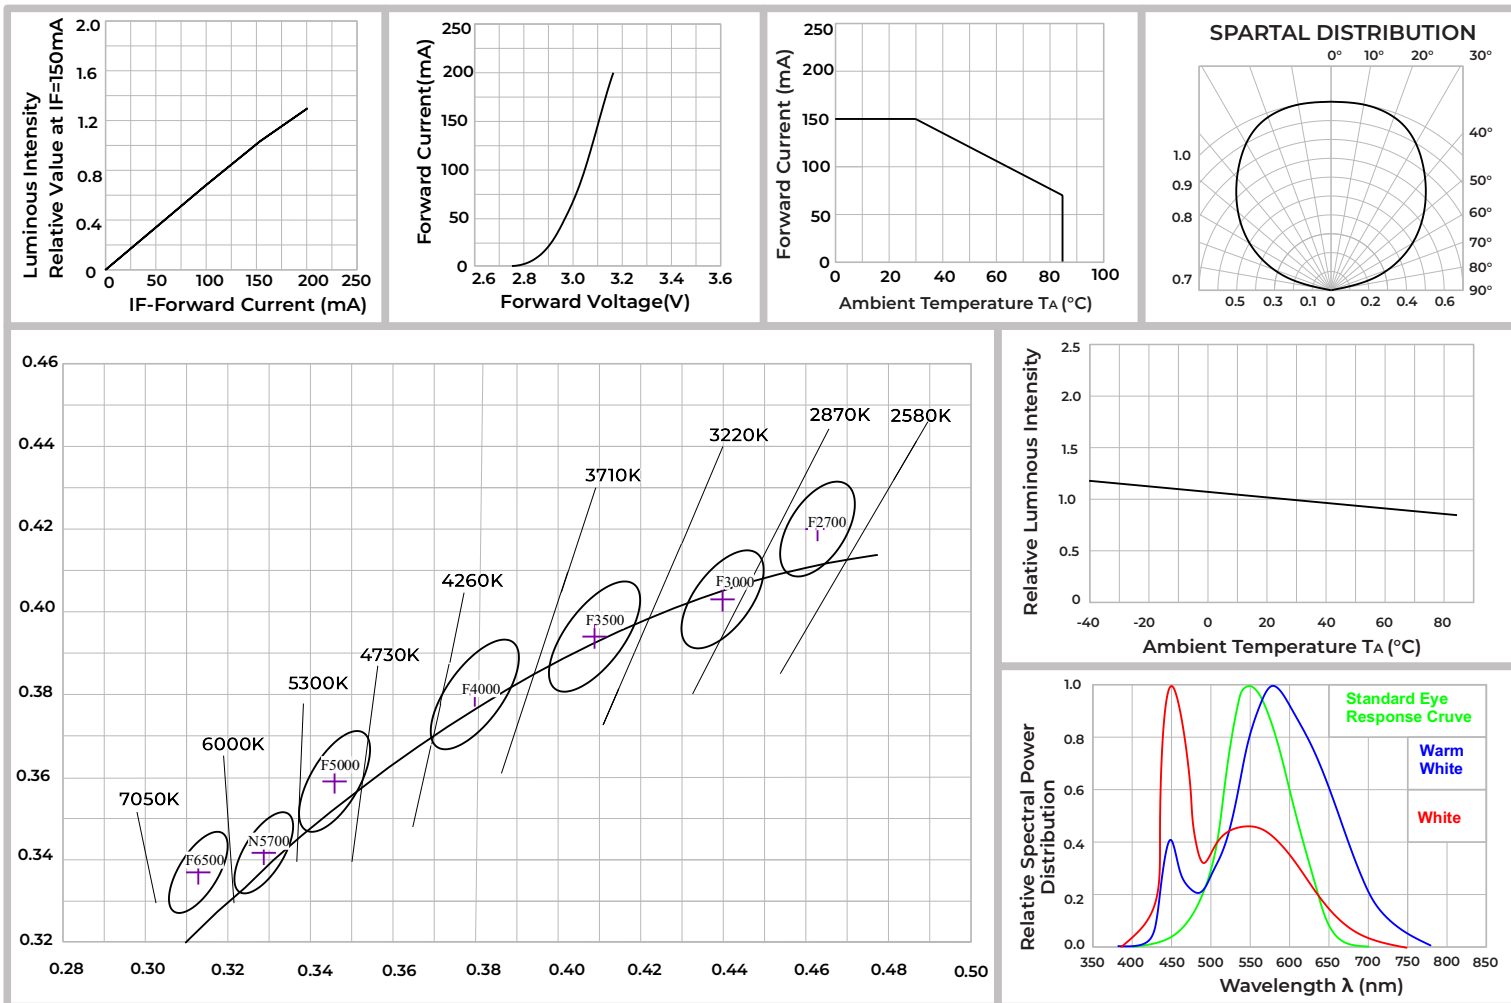 Luminous Intensity
Relative Value at IF=150mA
2.0
1.6
1.2
0.8
0.4
0
0 50 100 150 200 250
IF-Forward Current (mA)
Forward Current(mA)
250
200
150
100
50
0
2.6 2.8 3.0 3.2 3.4 3.6
Forward Voltage(V)
Forward Current (mA)
250
200
150
100
50
0
0 20 40 60 80 100
Ambient Temperature TA (°C)
SPARTAL DISTRIBUTION
0° 10° 20° 30°
40°
50°
60°
70°
80°
90°
1.0
0.9
0.8
0.7
0.5 0.3 0.1 0 0.2 0.4 0.6
0.46
0.44
0.42
0.40
0.38
0.36
0.34
0.32
0.28 0.30 0.32 0.34 0.36 0.38 0.40 0.42 0.44 0.46 0.48 0.50
7050K
6000K
5300K
4730K
4260K
3710K
3220K
2870K
2580K
F6500
N5700
F5000
F4000
F3500
F3000
F2700
Relative Luminous Intensity
2.5
2.0
1.5
1.0
0.5
0
-40 -20 0 20 40 60 80
Ambient Temperature TA (°C)
Relative Spectral Power
Distribution
1.0
0.8
0.6
0.4
0.2
0.0
350 400 450 500 550 600 650 700 750 800 850
Wavelength λ (nm)
Standard Eye
Response Cruve
Warm
White
White